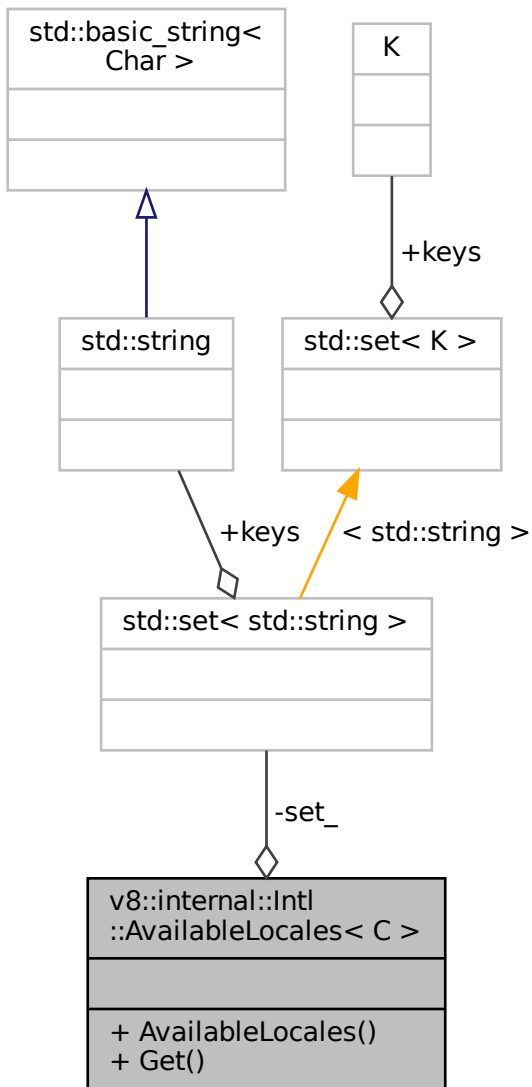 std::basic_string<
Char >
K
+keys
std::string
std::set< K >
+keys
< std::string >
std::set< std::string >
-set_
v8::internal::Intl
::AvailableLocales< C >
+ AvailableLocales()
+ Get()